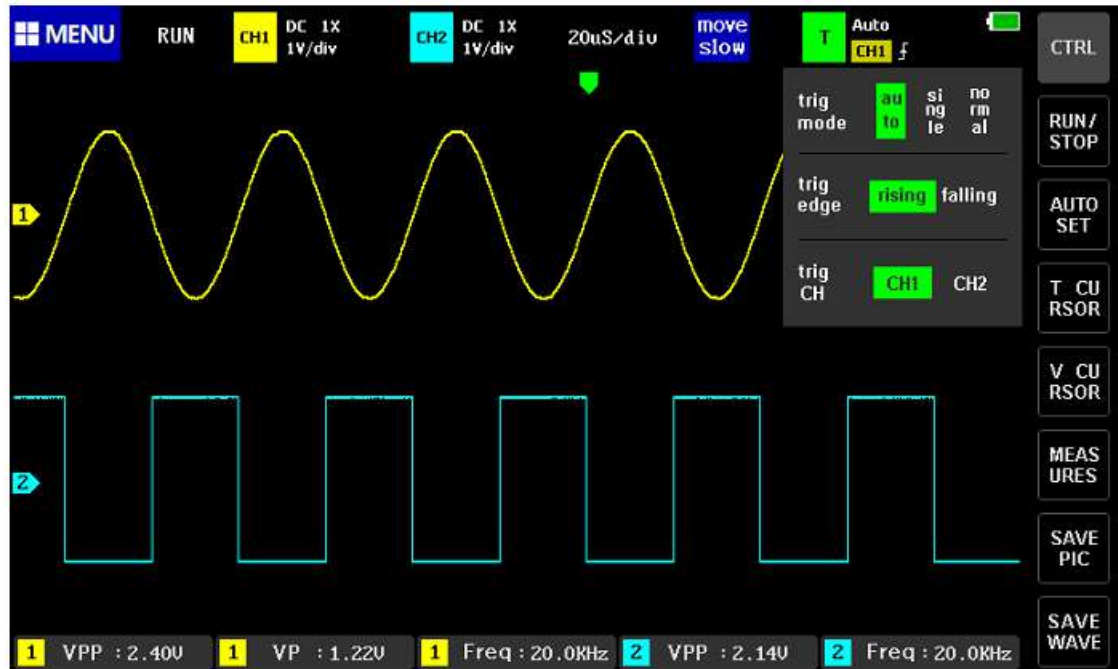 MENU RUN CH1 DC 1X CH2 DC 1X 20uS/div move T Auto CTRL
1V/div 1V/div slow CH1
trig au si no
mode to ng rm
le al
RUN/
STOP
trig rising falling
edge
AUTO
SET
1
trig CH1 CH2
CH
T CU
RSOR
V CU
RSOR
2
MEAS
URES
SAVE
PIC
SAVE
WAVE
1 VPP :2.40V 1 VP :1.22V 1 Freq:20.0KHz 2 VPP :2.14V 2 Freq:20.0KHz